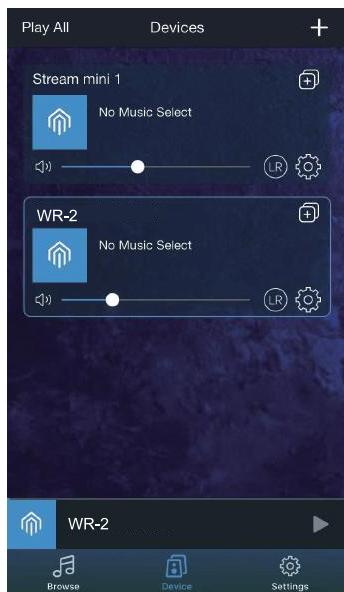 Play All Devices +
Stream mini 1
No Music Select
LR
WR-2
No Music Select
LR
WR-2
Browse Device Settings